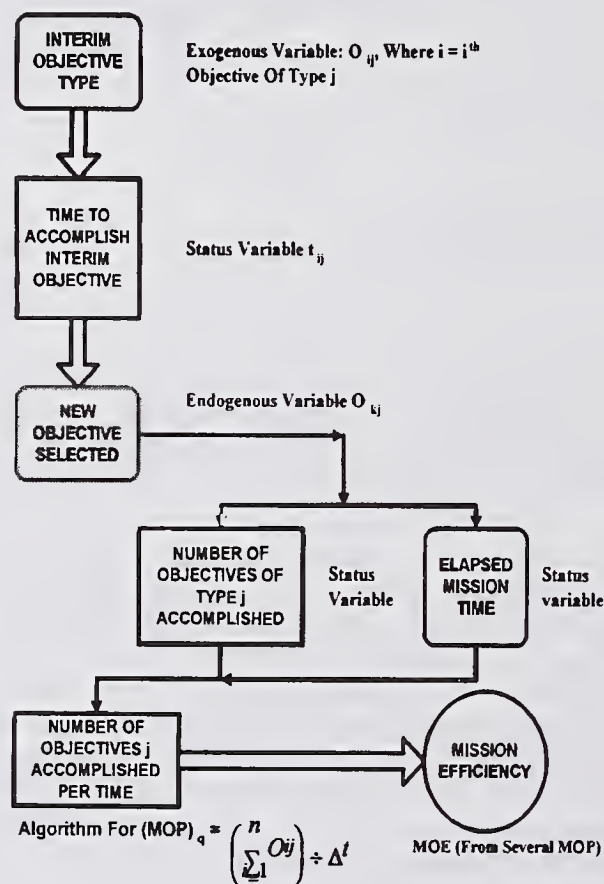 INTERIM
OBJECTIVE
TYPE
Exogenous Variable: O ij, Where i = i th
Objective Of Type j
TIME TO
ACCOMPLISH
INTERIM
OBJECTIVE
Status Variable t ij
NEW
OBJECTIVE
SELECTED
Endogenous Variable O kj
NUMBER OF
OBJECTIVES OF
TYPE j
ACCOMPLISHED
Status
Variable
ELAPSED
MISSION
TIME
Status
variable
NUMBER OF
OBJECTIVES j
ACCOMPLISHED
PER TIME
MISSION
EFFICIENCY
Algorithm For (MOP) q = ( n ∑ i=1 Oij ) ÷ Δ t
MOE (From Several MOP)